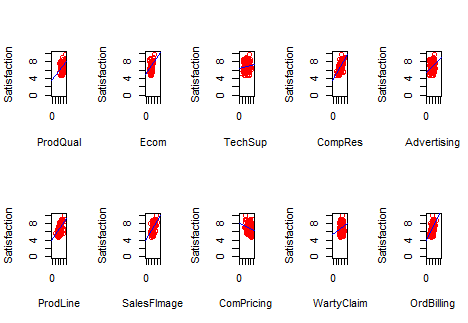 Satisfaction
0 4 8
0
ProdQual
Satisfaction
0 4 8
0
Ecom
Satisfaction
0 4 8
0
TechSup
Satisfaction
0 4 8
0
CompRes
Satisfaction
0 4 8
0
Advertising
Satisfaction
0 4 8
0
ProdLine
Satisfaction
0 4 8
0
SalesFImage
Satisfaction
0 4 8
0
ComPricing
Satisfaction
0 4 8
0
WartyClaim
Satisfaction
0 4 8
0
OrdBilling